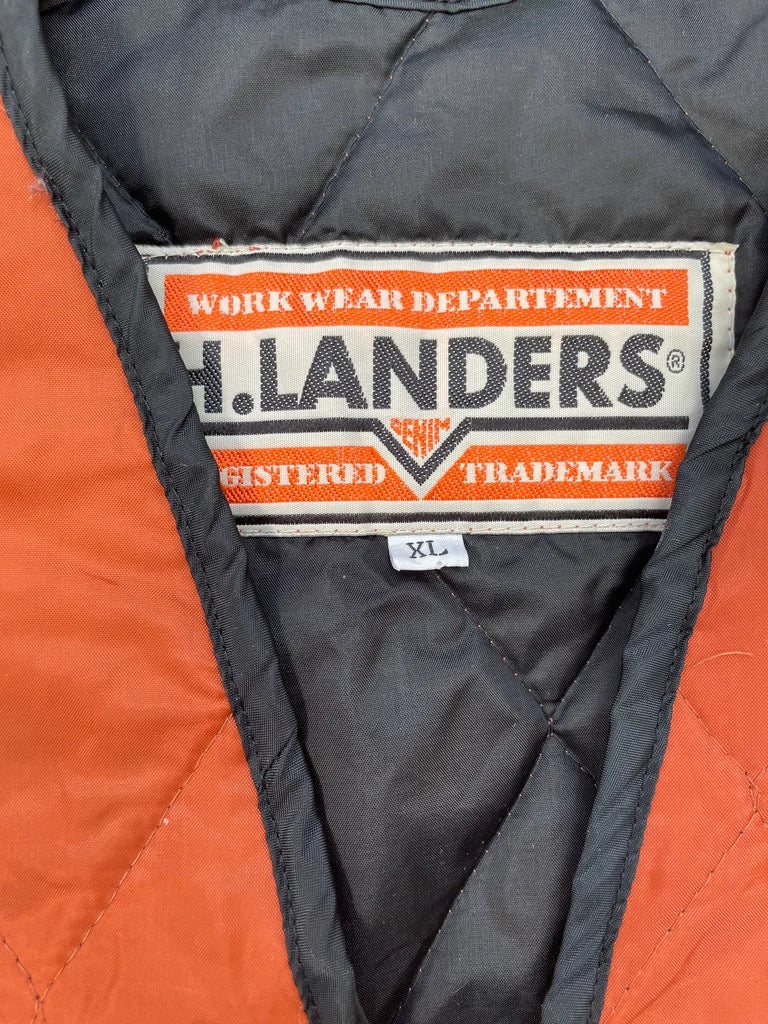 WORK WEAR DEPARTEMENT
H.LANDERS®
DENIM
GISTERED TRADEMARK
XL